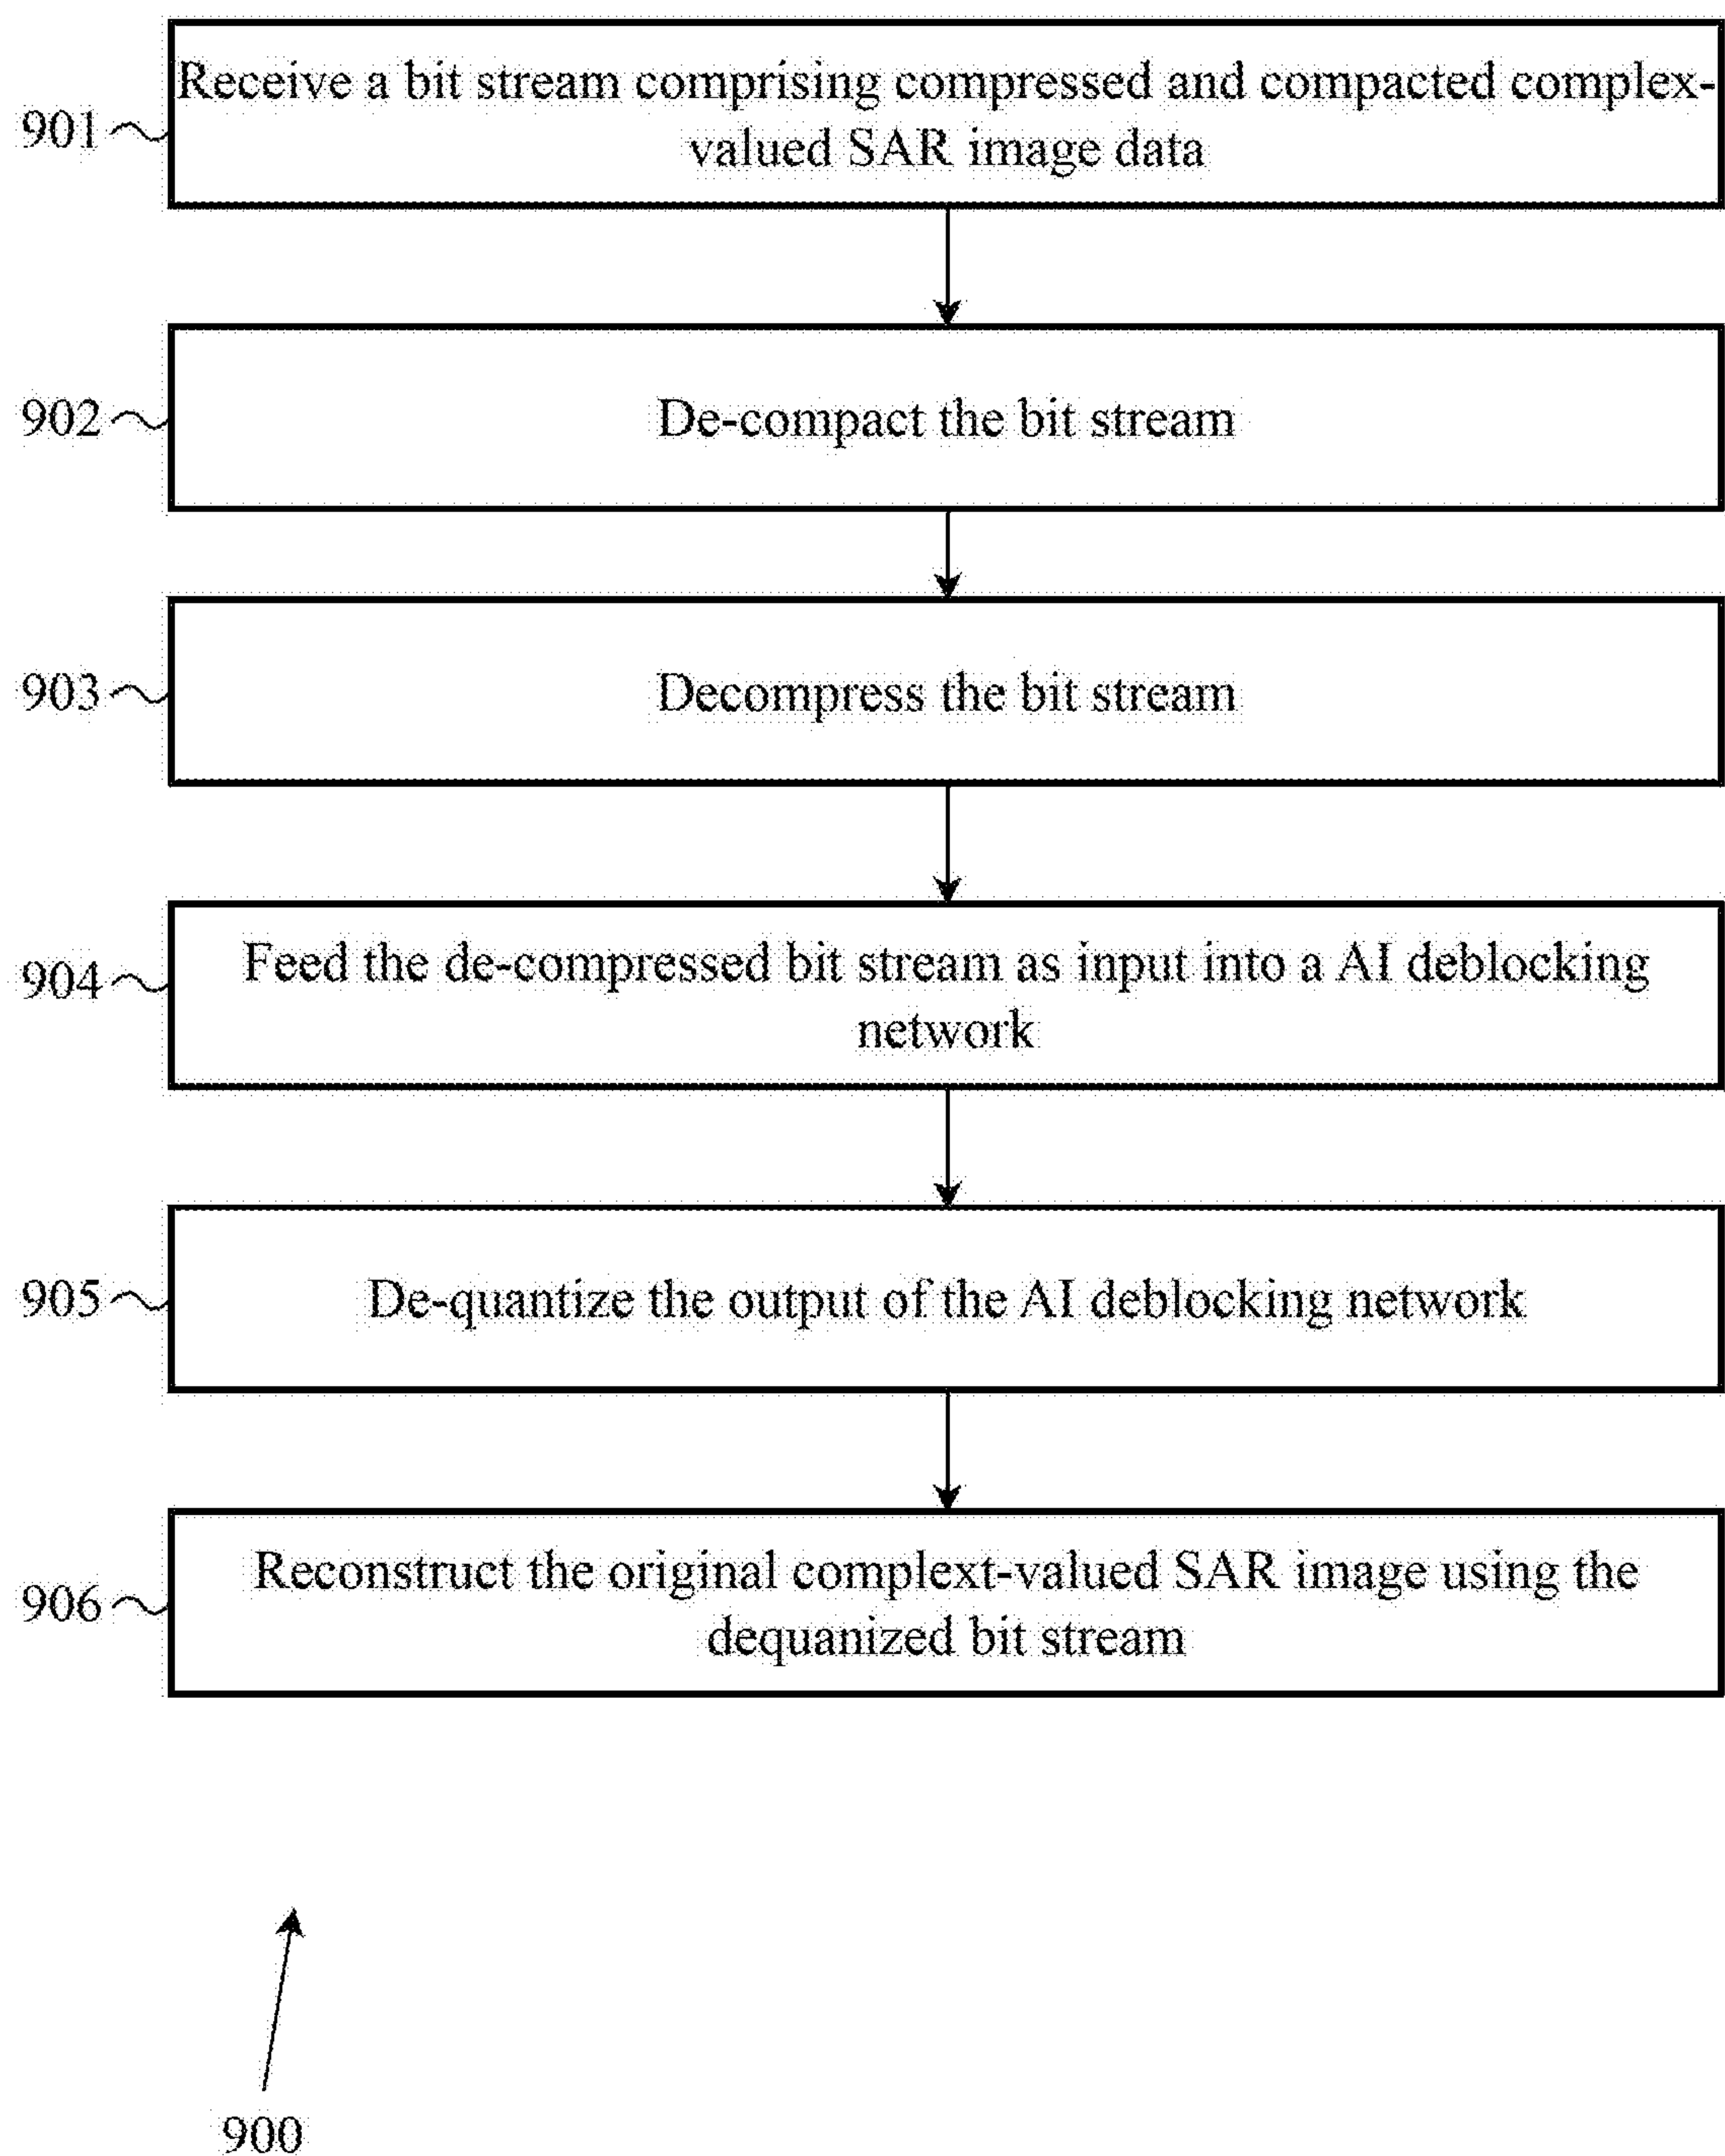 Receive a bit stream comprising compressed and compacted complex-
901
valued SAR image data
902
De-compact the bit stream
903
Decompress the bit stream
Feed the de-compressed bit stream as input into a AI deblocking
904
network
905
De-quantize the output of the AI deblocking network
Reconstruct the original complext-valued SAR image using the
906
dequanized bit stream
900